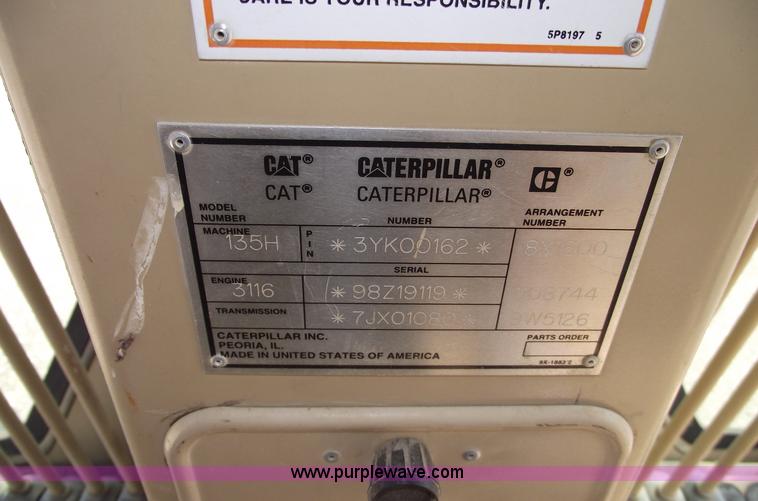 CARE IS YOUR RESPONSIBILITY.
5P8197 5
CAT® CATERPILLAR® C®
CAT® CATERPILLAR®
MODEL NUMBER NUMBER ARRANGEMENT NUMBER
MACHINE 135H PIN *3YK00162*
SERIAL
ENGINE 3116 *98Z19119*
TRANSMISSION W5126
CATERPILLAR INC.
PEORIA, IL.
MADE IN UNITED STATES OF AMERICA
PARTS ORDER
www.purplewave.com